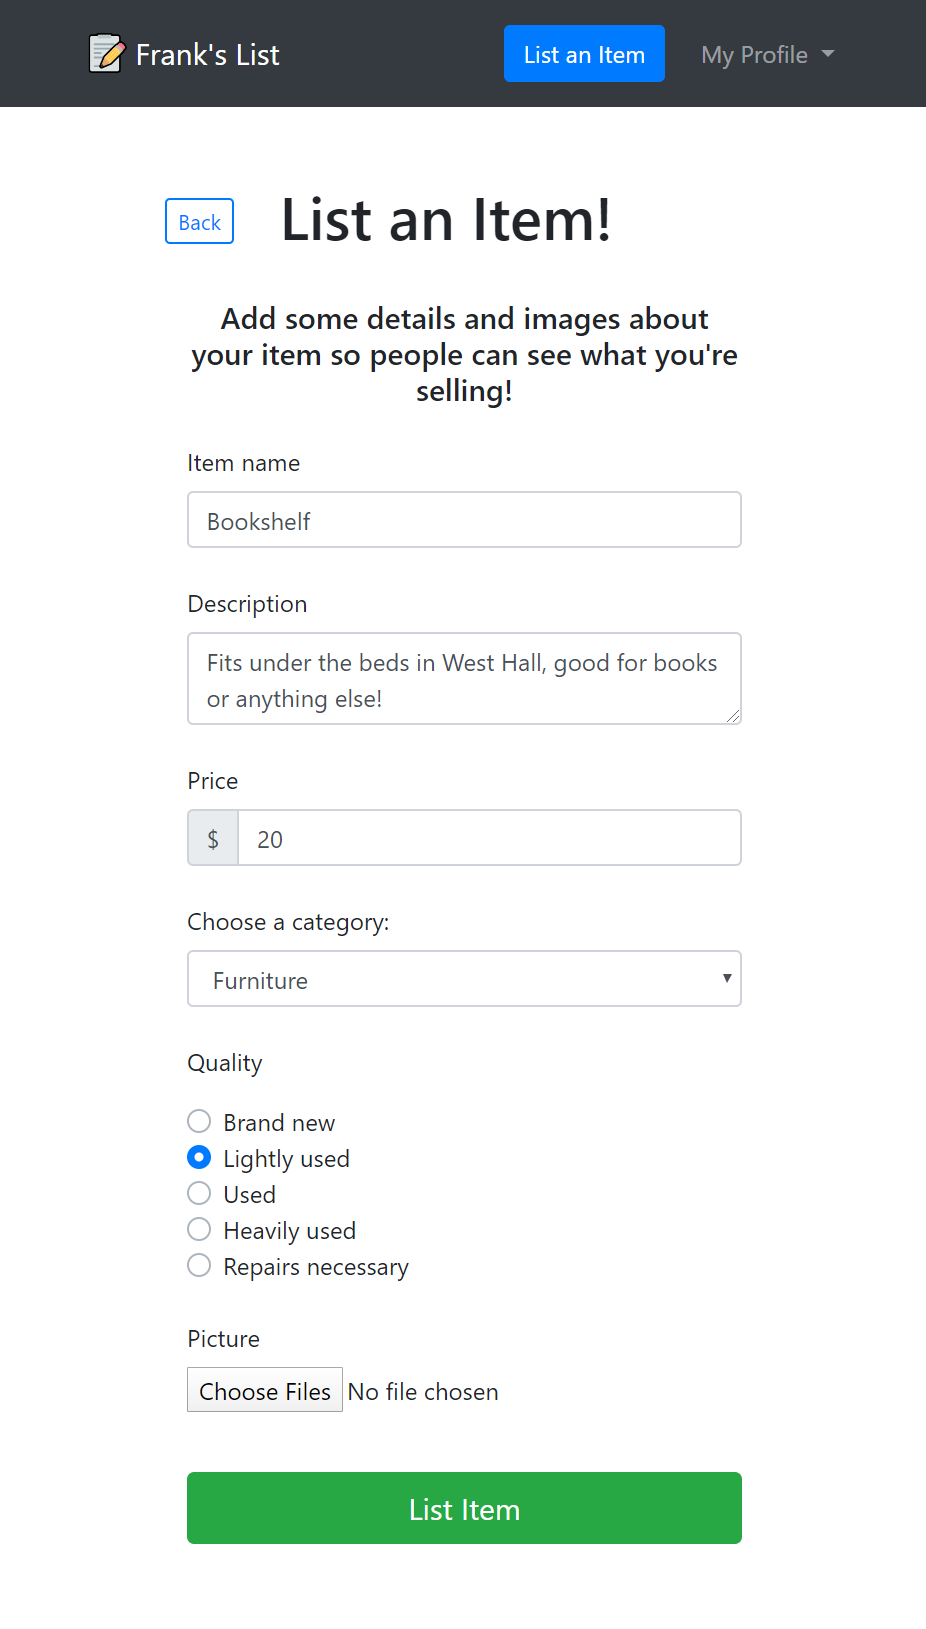 Frank's List
List an Item
My Profile
Back
List an Item!
Add some details and images about
your item so people can see what you're
selling!
Item name
Bookshelf
Description
Fits under the beds in West Hall, good for books
or anything else!
Price
$ 20
Choose a category:
Furniture
Quality
Brand new
Lightly used
Used
Heavily used
Repairs necessary
Picture
Choose Files No file chosen
List Item